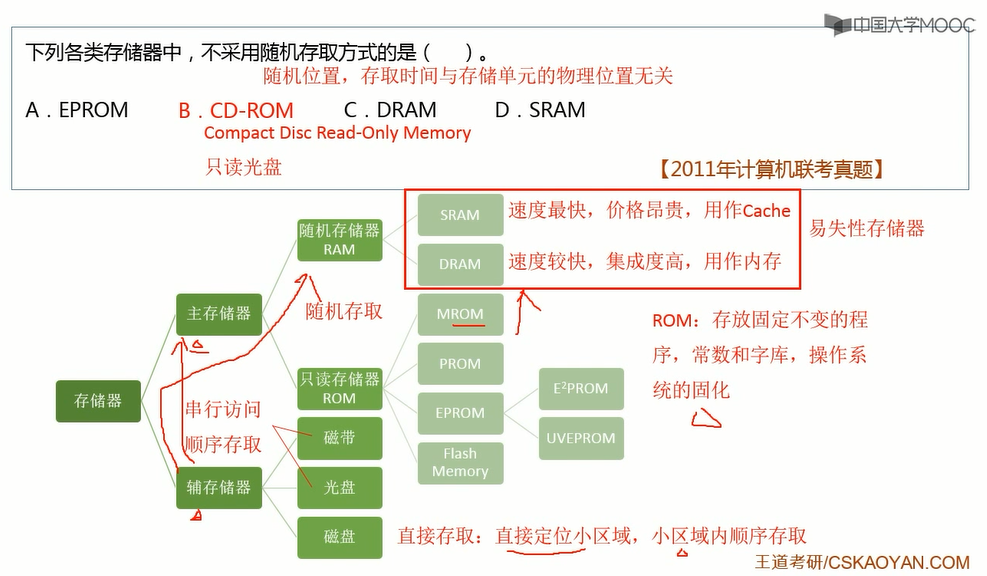 中国大学MOOC
下列各类存储器中，不采用随机存取方式的是（　）。
随机位置，存取时间与存储单元的物理位置无关
A．EPROM B．CD-ROM C．DRAM D．SRAM
Compact Disc Read-Only Memory
只读光盘
【2011年计算机联考真题】
SRAM
速度最快，价格昂贵，用作Cache
随机存储器
RAM
易失性存储器
DRAM
速度较快，集成度高，用作内存
主存储器
随机存取
MROM
ROM：存放固定不变的程
序，常数和字库，操作系
统的固化
PROM
只读存储器
ROM
E²PROM
存储器
串行访问
顺序存取
EPROM
磁带
UVEPROM
Flash
Memory
辅存储器
光盘
磁盘
直接存取：直接定位小区域，小区域内顺序存取
王道考研/CSKAOYAN.COM